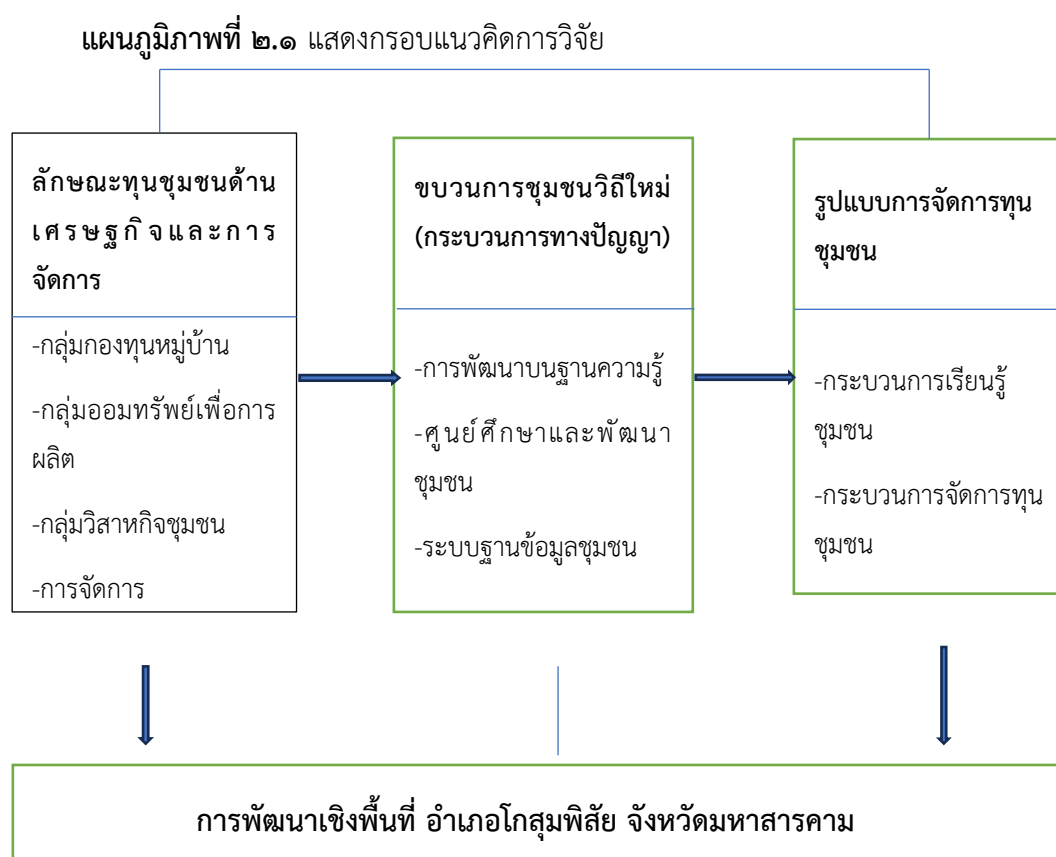 แผนภูมิภาพที่ ๒.๑ แสดงกรอบแนวคิดการวิจัย
ลักษณะทุนชุมชนด้าน
เศรษฐกิจและการ
จัดการ
-กลุ่มกองทุนหมู่บ้าน
-กลุ่มออมทรัพย์เพื่อการ
ผลิต
-กลุ่มวิสาหกิจชุมชน
-การจัดการ
ขบวนการชุมชนวิถีใหม่
(กระบวนการทางปัญญา)
-การพัฒนาบนฐานความรู้
-ศูนย์ศึกษาและพัฒนา
ชุมชน
-ระบบฐานข้อมูลชุมชน
รูปแบบการจัดการทุน
ชุมชน
-กระบวนการเรียนรู้
ชุมชน
-กระบวนการจัดการทุน
ชุมชน
การพัฒนาเชิงพื้นที่ อำเภอโกสุมพิสัย จังหวัดมหาสารคาม